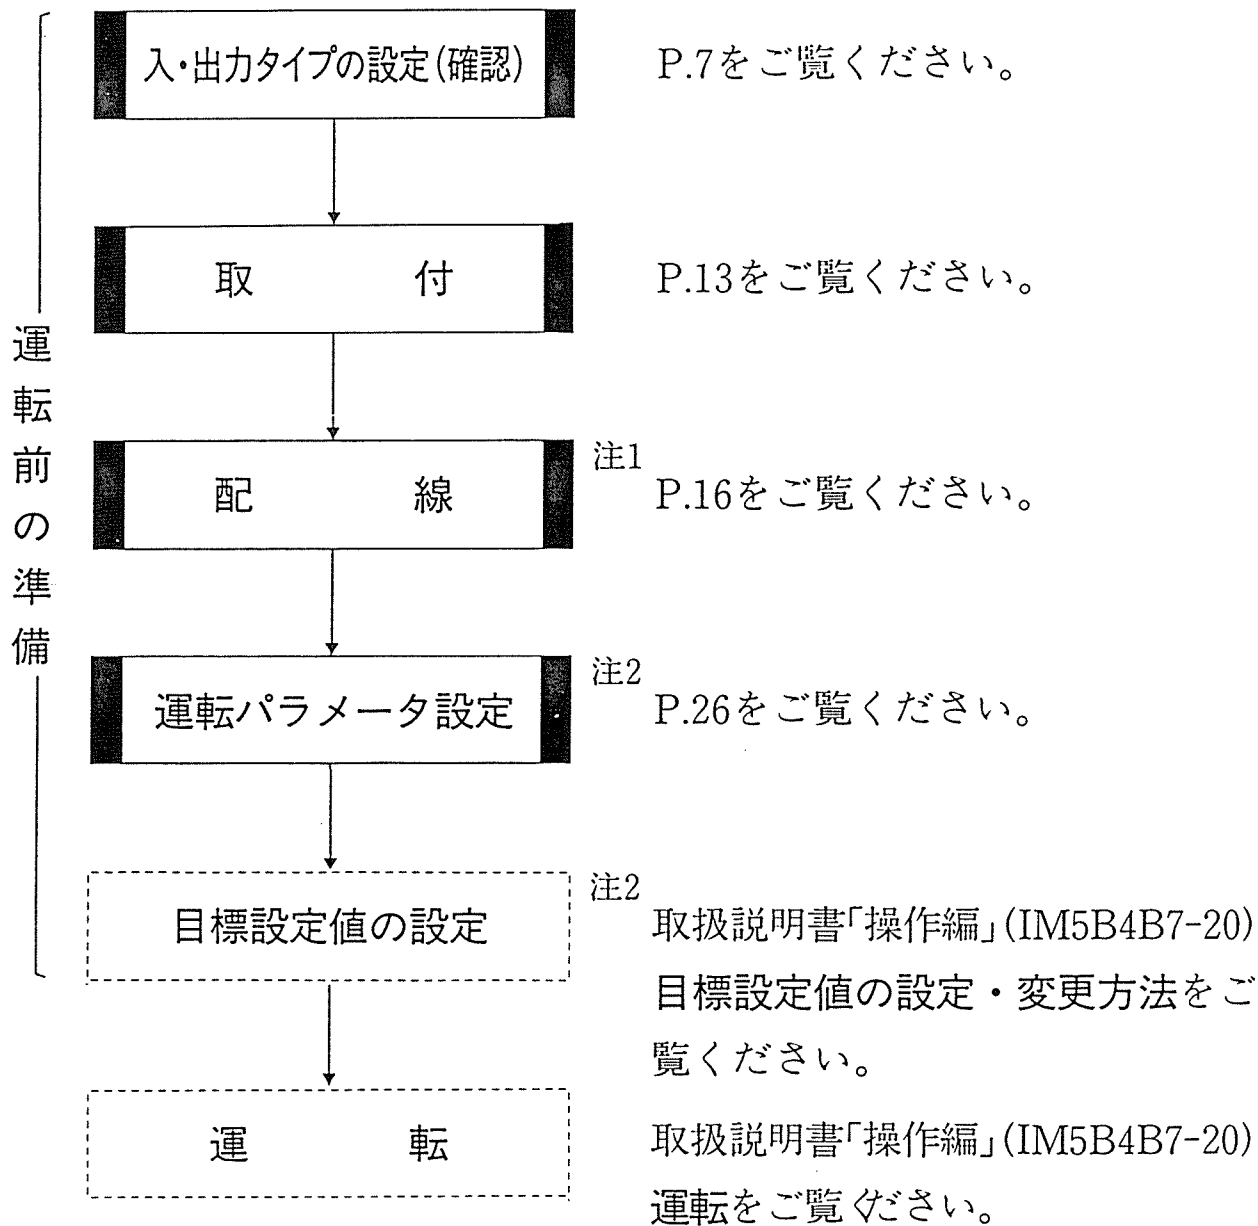 入・出力タイプの設定(確認)
P.7をご覧ください。
取付
P.13をご覧ください。
運転前の準備
配線
注1
P.16をご覧ください。
運転パラメータ設定
注2
P.26をご覧ください。
目標設定値の設定
注2
取扱説明書「操作編」(IM5B4B7-20)
目標設定値の設定・変更方法をご
覧ください。
運転
取扱説明書「操作編」(IM5B4B7-20)
運転をご覧ください。